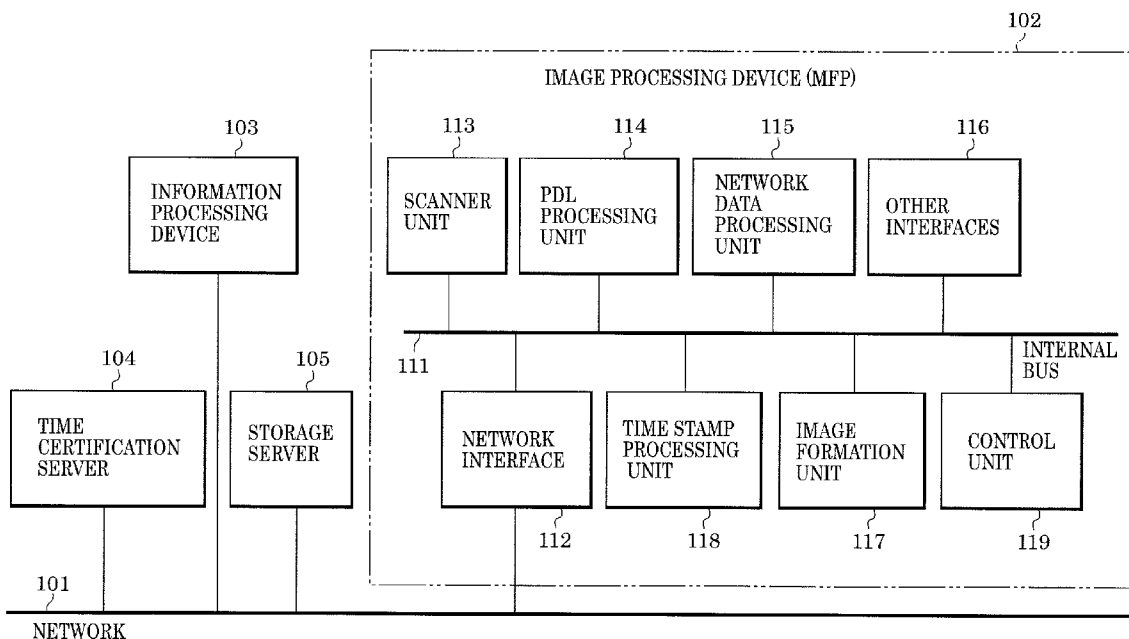 102
IMAGE PROCESSING DEVICE (MFP)
103
113
114
115
116
INFORMATION
PROCESSING
DEVICE
SCANNER
UNIT
PDL
PROCESSING
UNIT
NETWORK
DATA
PROCESSING
UNIT
OTHER
INTERFACES
111
INTERNAL
BUS
104
105
TIME
CERTIFICATION
SERVER
STORAGE
SERVER
NETWORK
INTERFACE
TIME STAMP
PROCESSING
UNIT
IMAGE
FORMATION
UNIT
CONTROL
UNIT
112
118
117
119
101
NETWORK